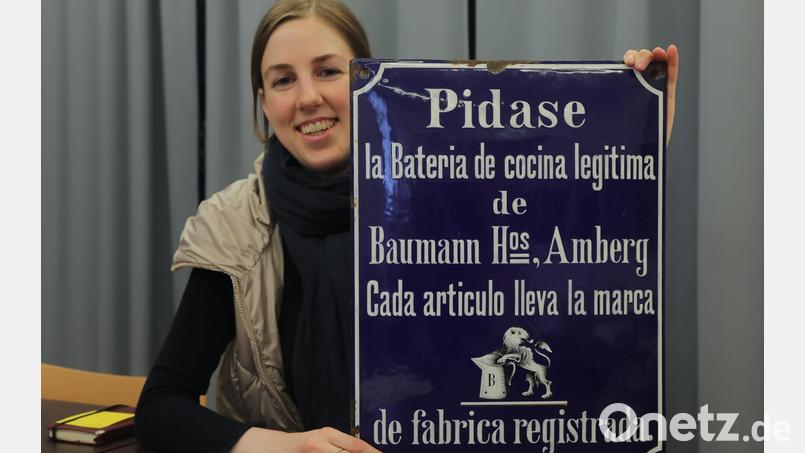 Pidase
la Bateria de cocina legitima
de
Baumann Hos, Amberg
Cada articulo lleva la marca
B
de fabrica registrada.
Onetz.de